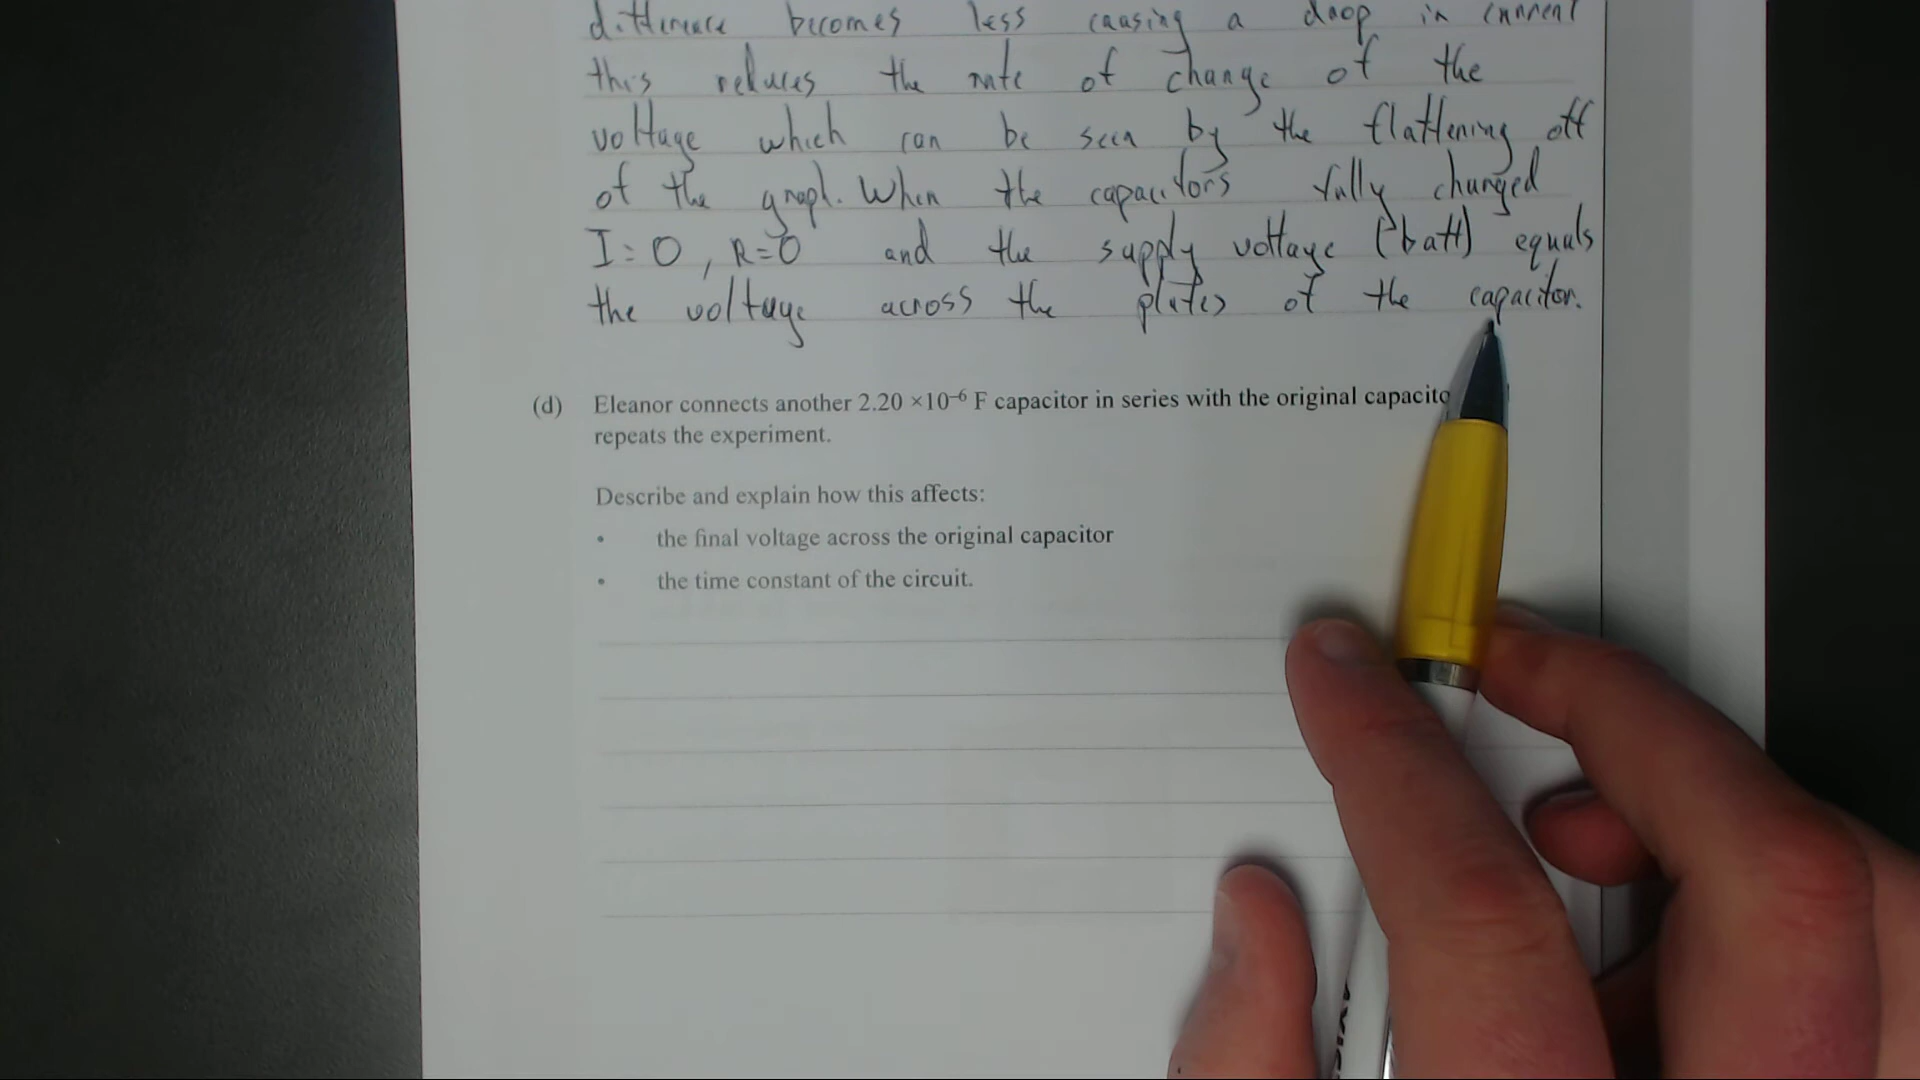 difference becomes less causing a drop in current
this reduces the rate of change of the
voltage which can be seen by the flattening off
of the graph. When the capacitors fully charged
I=0, R=0 and the supply voltage (batt) equals
the voltage across the plates of the capacitor.
(d) Eleanor connects another 2.20 ×10⁻⁶ F capacitor in series with the original capacito
repeats the experiment.
Describe and explain how this affects:
• the final voltage across the original capacitor
• the time constant of the circuit.